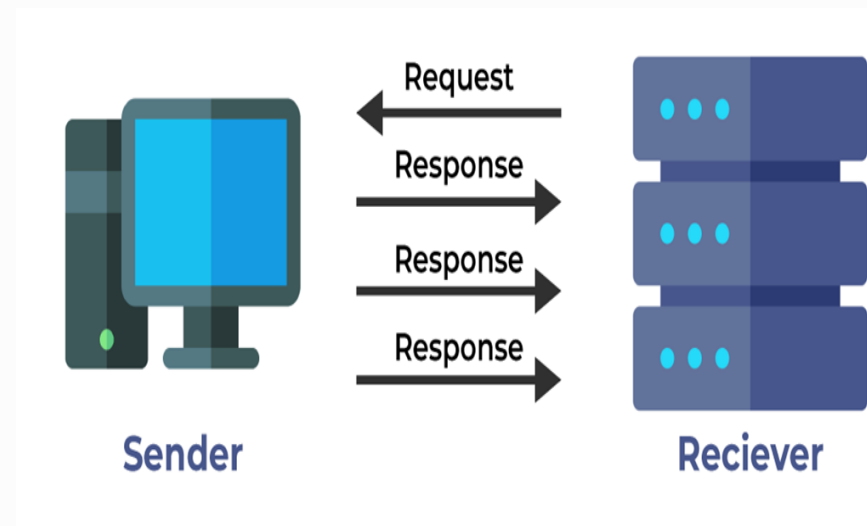 Request
Response
Response
Response
Sender
Reciever